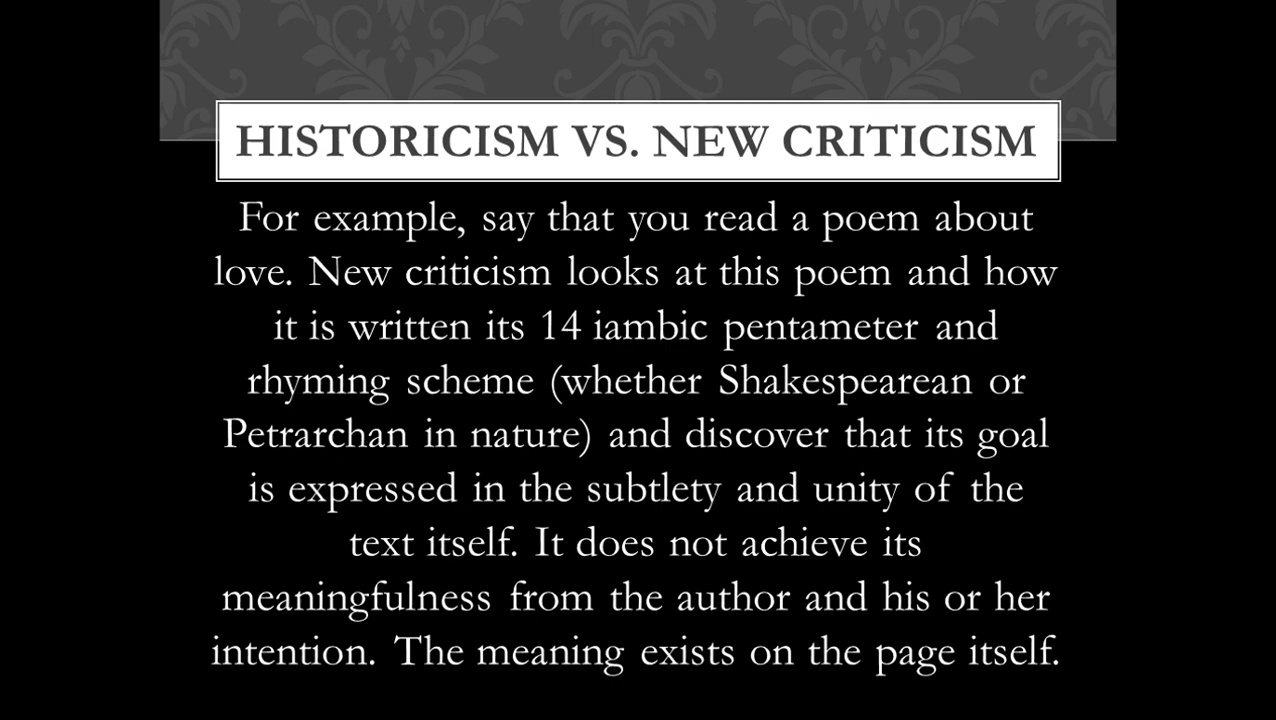 HISTORICISM VS. NEW CRITICISM
For example, say that you read a poem about
love. New criticism looks at this poem and how
it is written its 14 iambic pentameter and
rhyming scheme (whether Shakespearean or
Petrarchan in nature) and discover that its goal
is expressed in the subtlety and unity of the
text itself. It does not achieve its
meaningfulness from the author and his or her
intention. The meaning exists on the page itself.